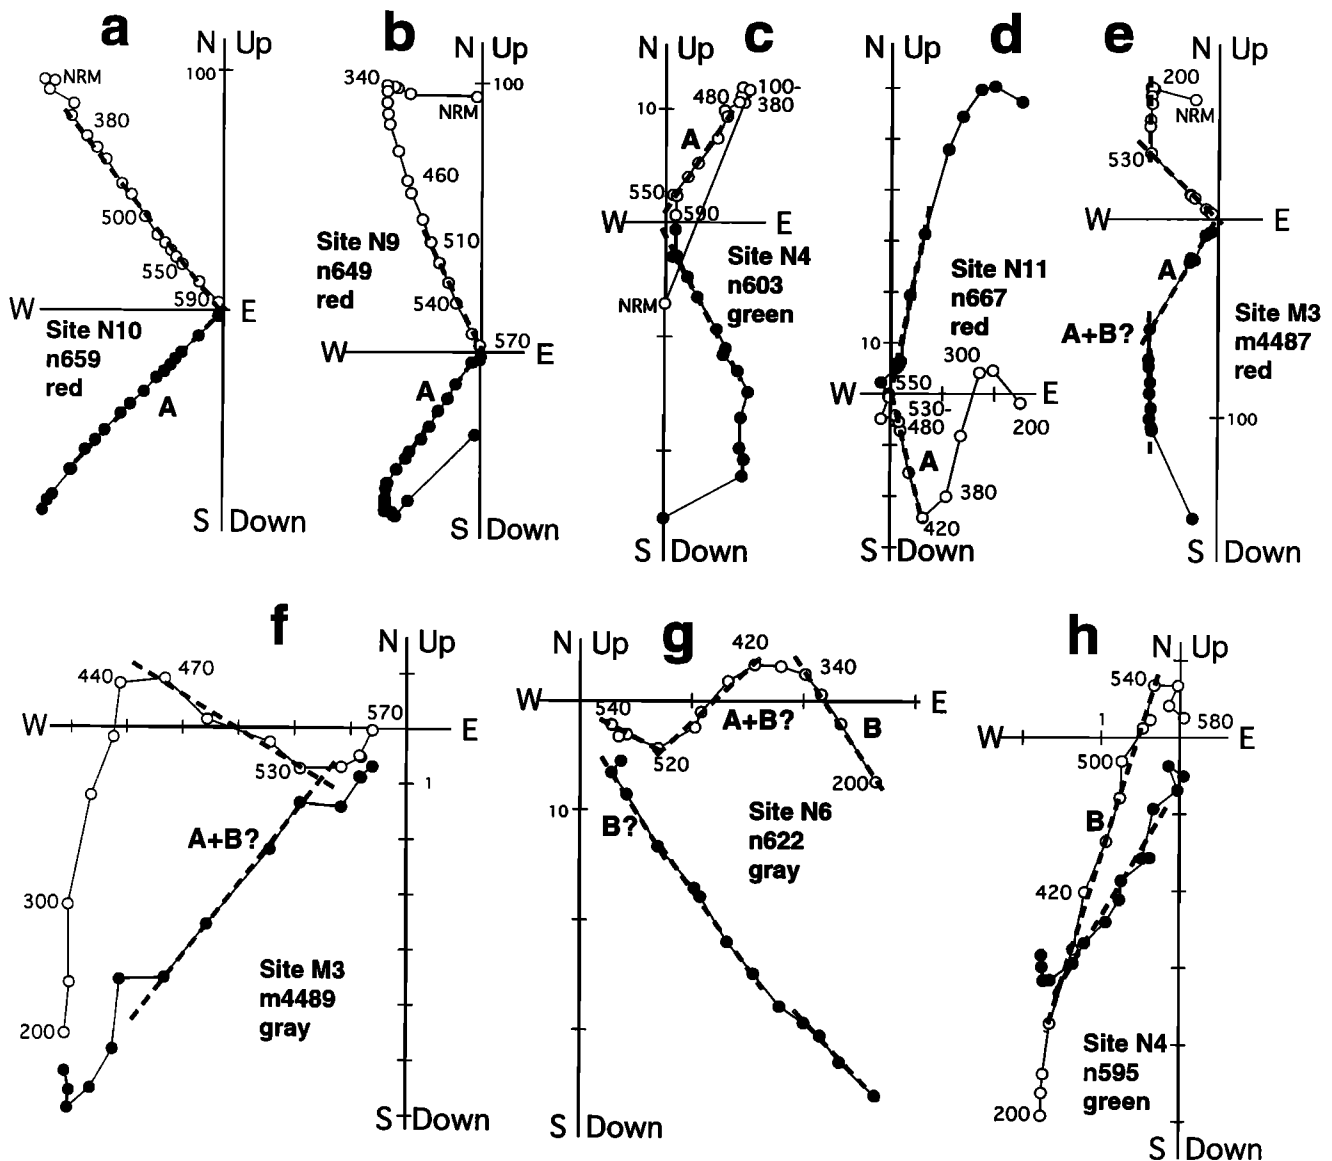 a
N Up
100
NRM
380
500
550
590
W E
Site N10
n659
red
A
S Down
b
N Up
340
100
NRM
460
510
540
570
Site N9
n649
red
W E
A
S Down
c
N Up
100-
380
480
10
A
550
590
W E
Site N4
n603
green
NRM
S Down
d
N Up
Site N11
n667
red
10
300
W E
550
530-
480
200
A
380
420
S Down
e
N Up
200
NRM
530
W E
A
A+B?
Site M3
m4487
red
100
S Down
f
N Up
440
470
W E
570
530
1
A+B?
300
Site M3
m4489
gray
200
S Down
g
N Up
420
340
W E
540
A+B?
B
520
200
10
B?
Site N6
n622
gray
S Down
h
N Up
540
1
580
W E
500
B
420
Site N4
n595
green
200
S Down